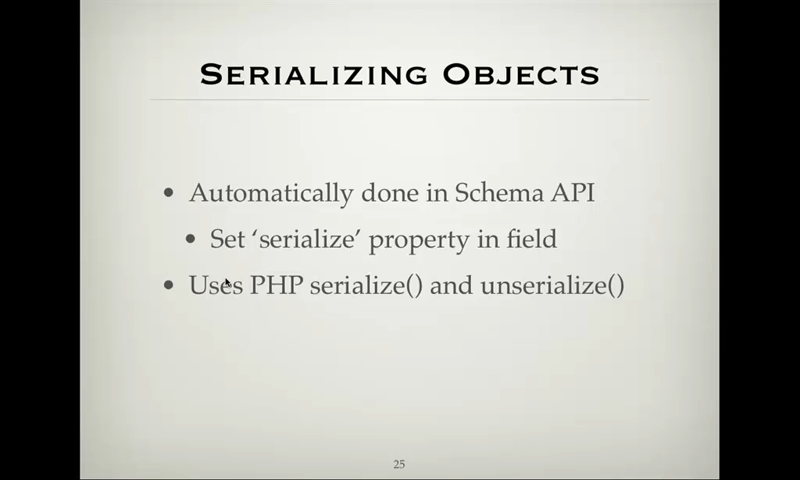 SERIALIZING OBJECTS
• Automatically done in Schema API
• Set ‘serialize’ property in field
• Uses PHP serialize() and unserialize()
25